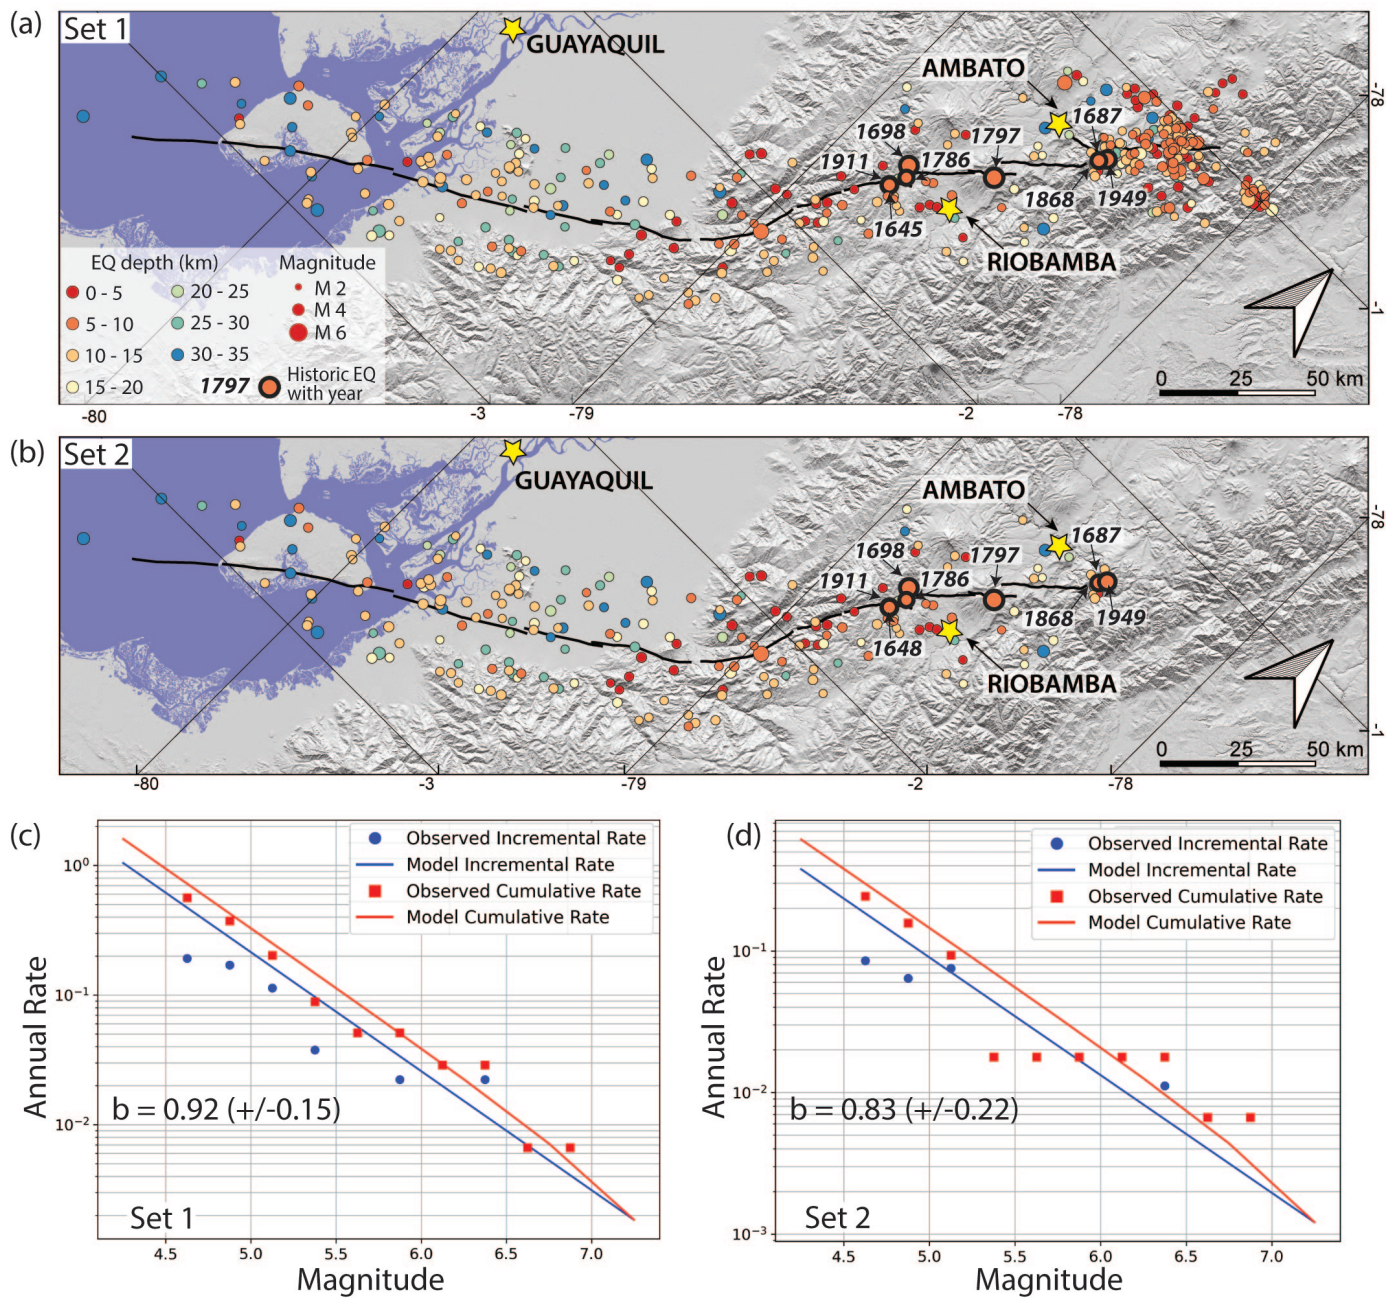 (a)
Set 1
GUAYAQUIL
AMBATO
1687
1698
1797
1911
1786
1645
1868
1949
RIOBAMBA
-78
-1
EQ depth (km)
Magnitude
0 - 5
20 - 25
M 2
5 - 10
25 - 30
M 4
10 - 15
30 - 35
M 6
15 - 20
1797
Historic EQ
with year
0 25 50 km
-80
-3
-79
-2
-78
(b)
Set 2
GUAYAQUIL
AMBATO
1687
1698
1797
1911
1786
1648
1868
1949
RIOBAMBA
-78
-1
0 25 50 km
-80
-3
-79
-2
-78
(c)
Observed Incremental Rate
Model Incremental Rate
Observed Cumulative Rate
Model Cumulative Rate
10⁰
10⁻¹
10⁻²
Annual Rate
b = 0.92 (+/-0.15)
Set 1
4.5 5.0 5.5 6.0 6.5 7.0
Magnitude
(d)
Observed Incremental Rate
Model Incremental Rate
Observed Cumulative Rate
Model Cumulative Rate
10⁻¹
10⁻²
10⁻³
Annual Rate
b = 0.83 (+/-0.22)
Set 2
4.5 5.0 5.5 6.0 6.5 7.0
Magnitude